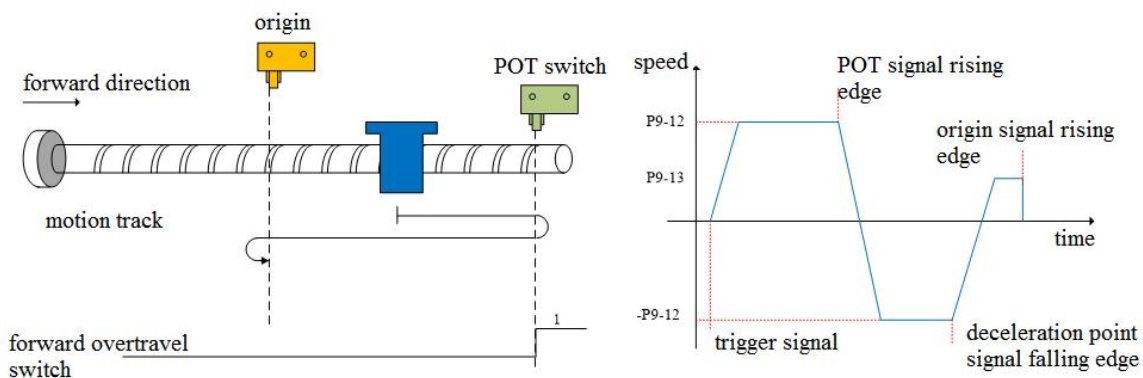 origin
POT switch
forward direction
motion track
1
forward overtravel
switch
speed
POT signal rising
edge
P9-12
origin signal rising
edge
P9-13
time
-P9-12
trigger signal
deceleration point
signal falling edge